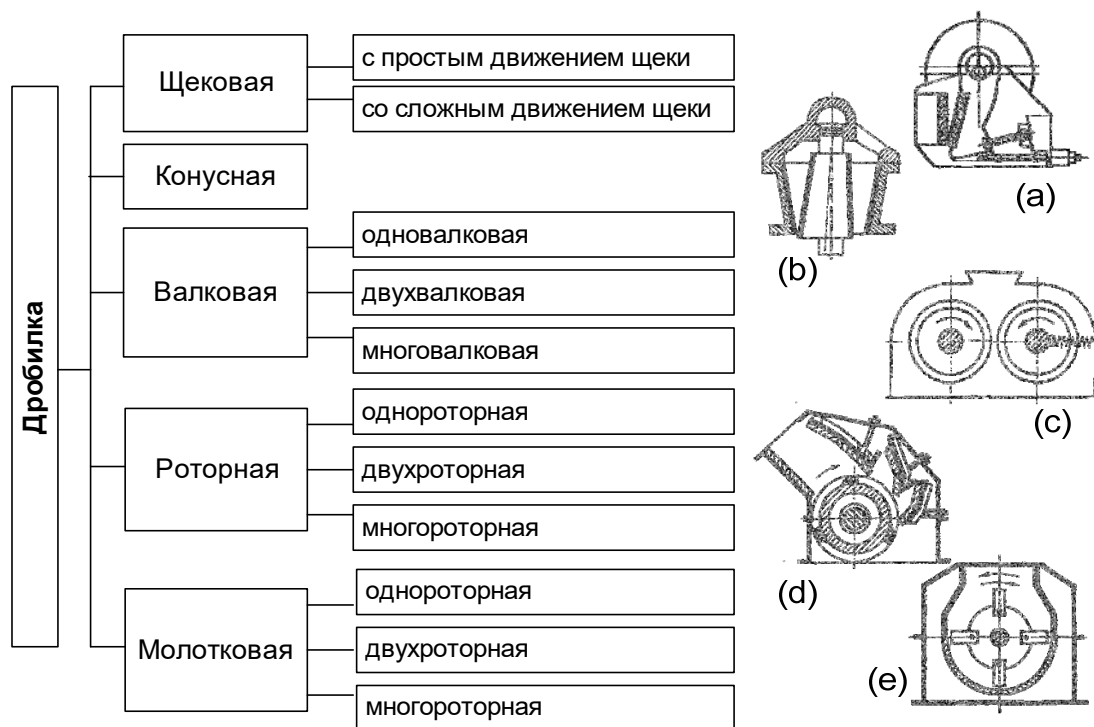 Дробилка
Щековая
с простым движением щеки
со сложным движением щеки
Конусная
Валковая
одновалковая
двухвалковая
многовалковая
Роторная
однороторная
двухроторная
многороторная
Молотковая
однороторная
двухроторная
многороторная
(a)
(b)
(c)
(d)
(e)